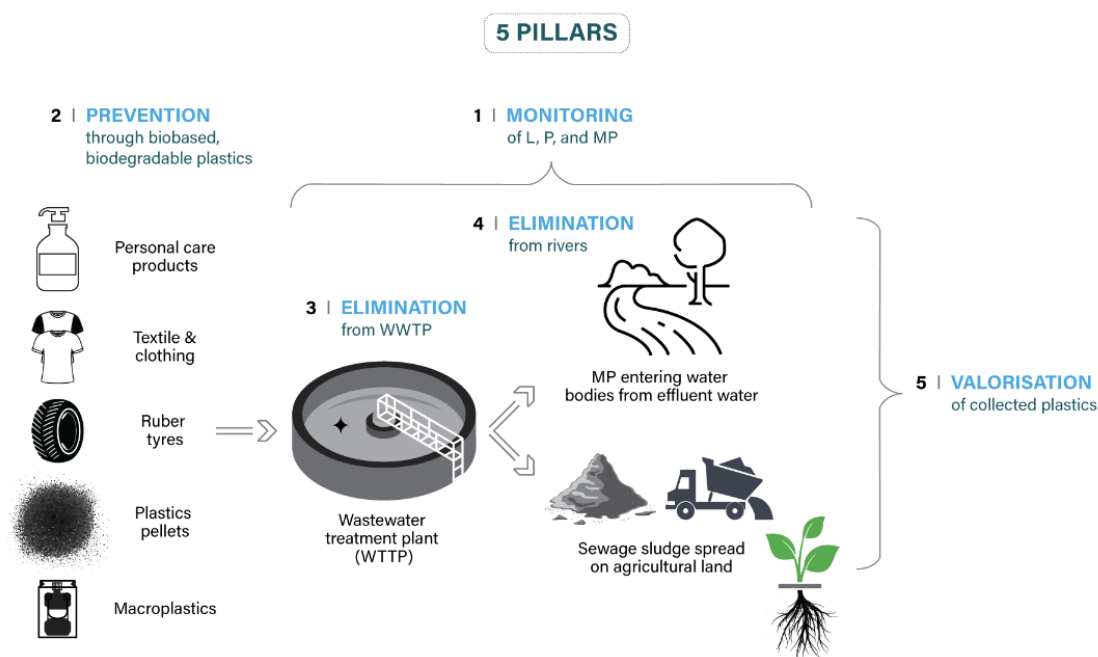 5 PILLARS
2 | PREVENTION
through biobased,
biodegradable plastics
1 | MONITORING
of L, P, and MP
Personal care
products
Textile &
clothing
Ruber
tyres
Plastics
pellets
Macroplastics
3 | ELIMINATION
from WWTP
Wastewater
treatment plant
(WTTP)
4 | ELIMINATION
from rivers
MP entering water
bodies from effluent water
Sewage sludge spread
on agricultural land
5 | VALORISATION
of collected plastics